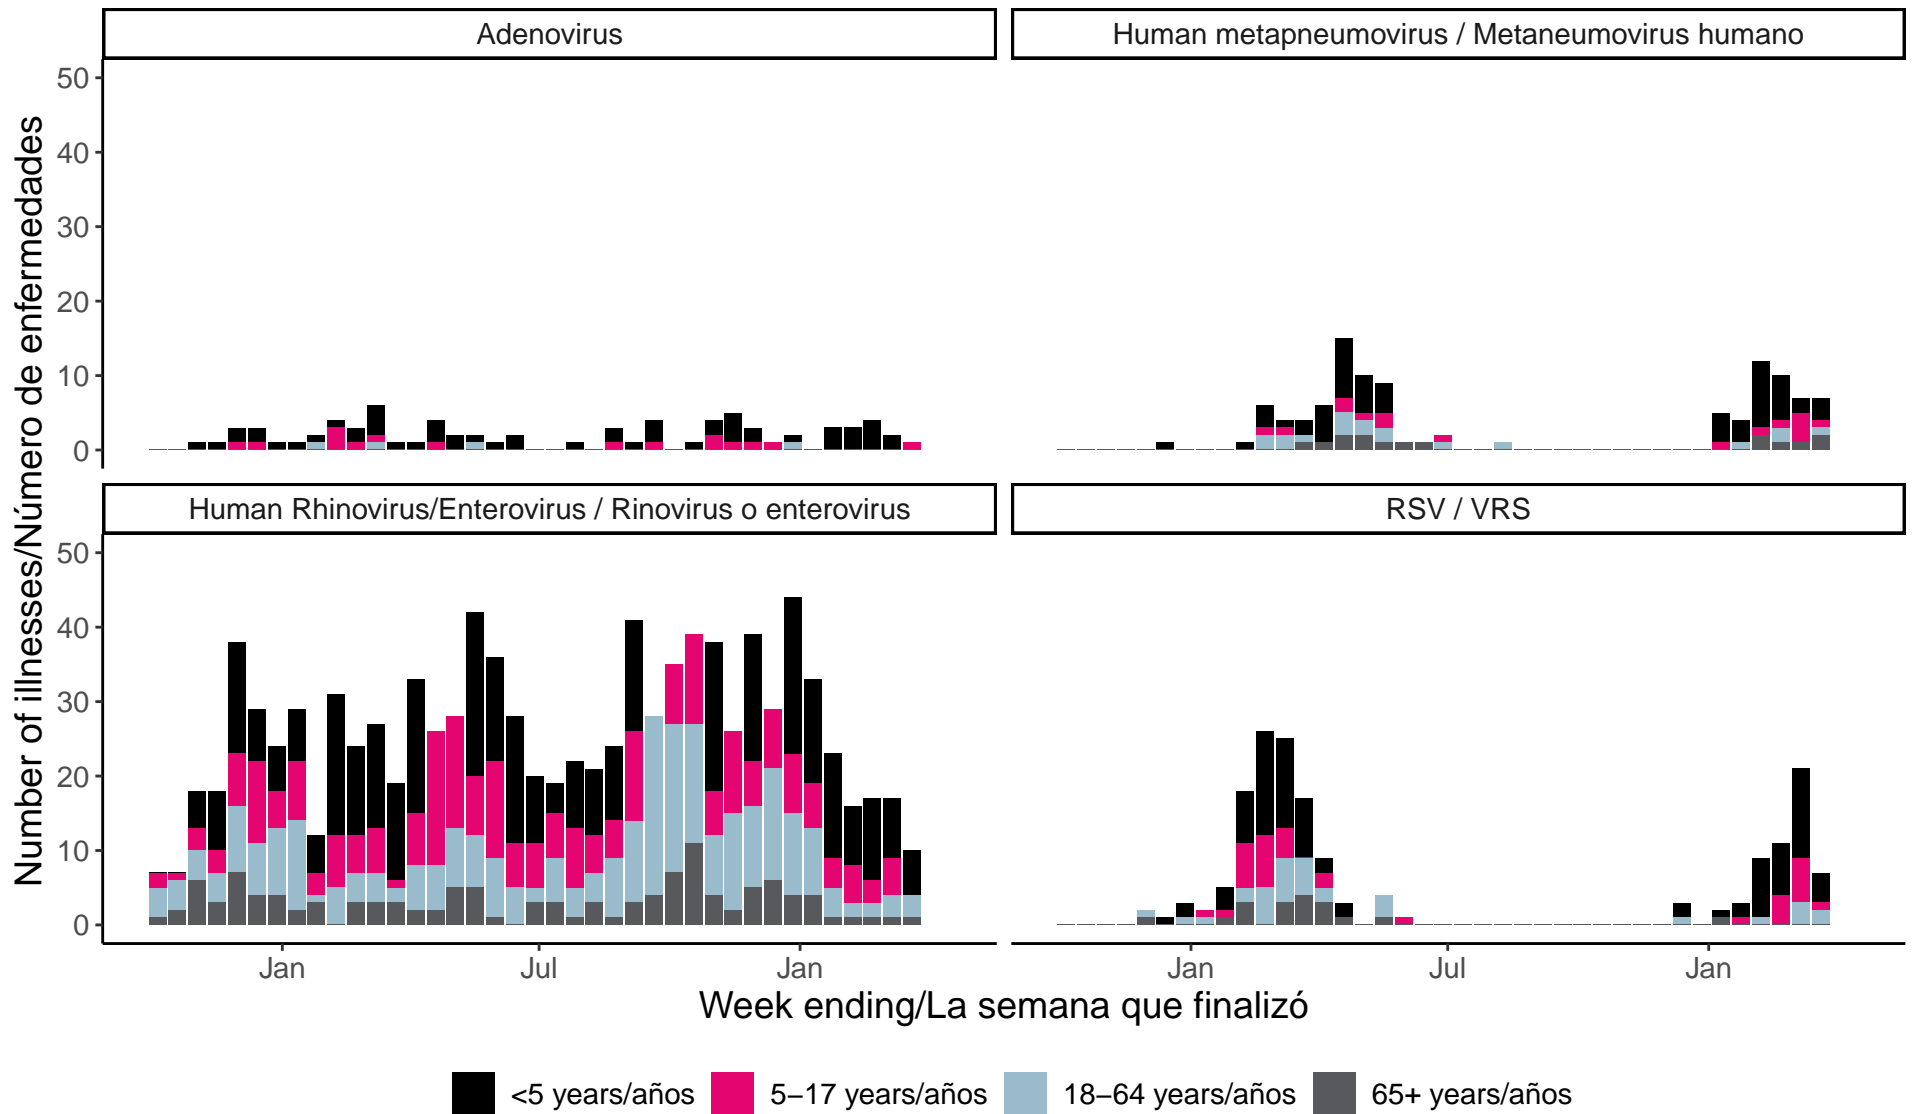 Adenovirus
Human metapneumovirus / Metaneumovirus humano
50
40
30
20
10
0
Human Rhinovirus/Enterovirus / Rinovirus o enterovirus
RSV / VRS
50
40
30
20
10
0
Number of illnesses/Número de enfermedades
Jan
Jul
Jan
Jan
Jul
Jan
Week ending/La semana que finalizó
<5 years/años
5–17 years/años
18–64 years/años
65+ years/años